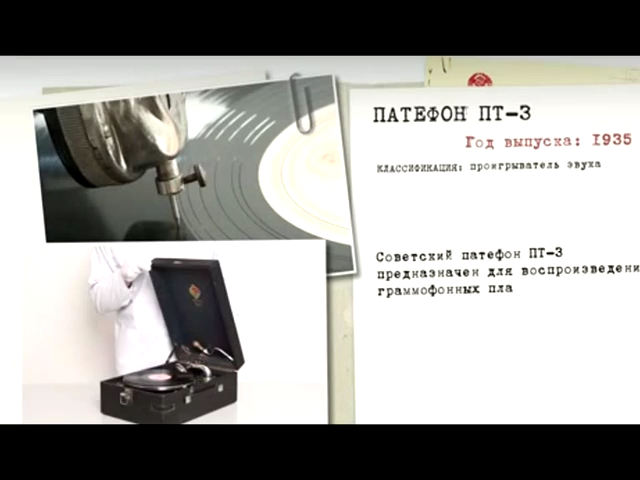 ПАТЕФОН ПТ-3
Год выпуска: 1935
КЛАССИФИКАЦИЯ: проигрыватель звука
Советский патефон ПТ-3
предназначен для воспроизведени
граммофонных пла